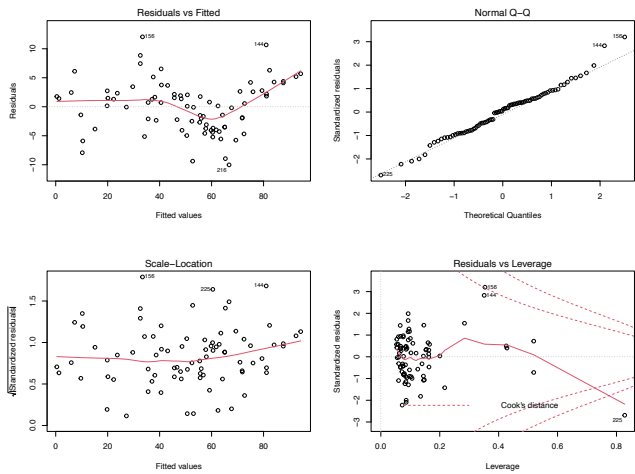 Residuals vs Fitted
Residuals
10
5
0
−5
−10
156
144
216
0 20 40 60 80
Fitted values
Normal Q−Q
Standardized residuals
3
2
1
0
−1
−2
156
144
225
−2 −1 0 1 2
Theoretical Quantiles
Scale−Location
√|Standardized residuals|
1.5
1.0
0.5
0.0
156
225
144
0 20 40 60 80
Fitted values
Residuals vs Leverage
Standardized residuals
3
2
1
0
−1
−2
−3
156
144
Cook's distance
225
0.0 0.2 0.4 0.6 0.8
Leverage